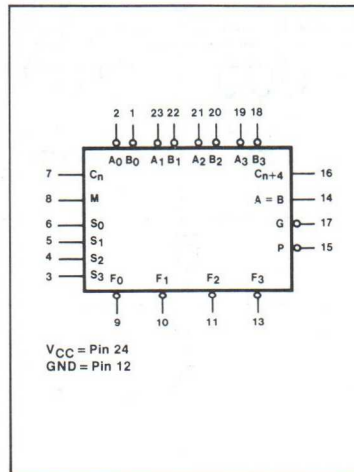 2 1 23 22 21 20 19 18
A0 B0 A1 B1 A2 B2 A3 B3
7 Cn Cn+4 16
8 M A = B 14
6 S0 G 17
5 S1 P 15
4 S2
3 S3 F0 F1 F2 F3
9 10 11 13
VCC = Pin 24
GND = Pin 12